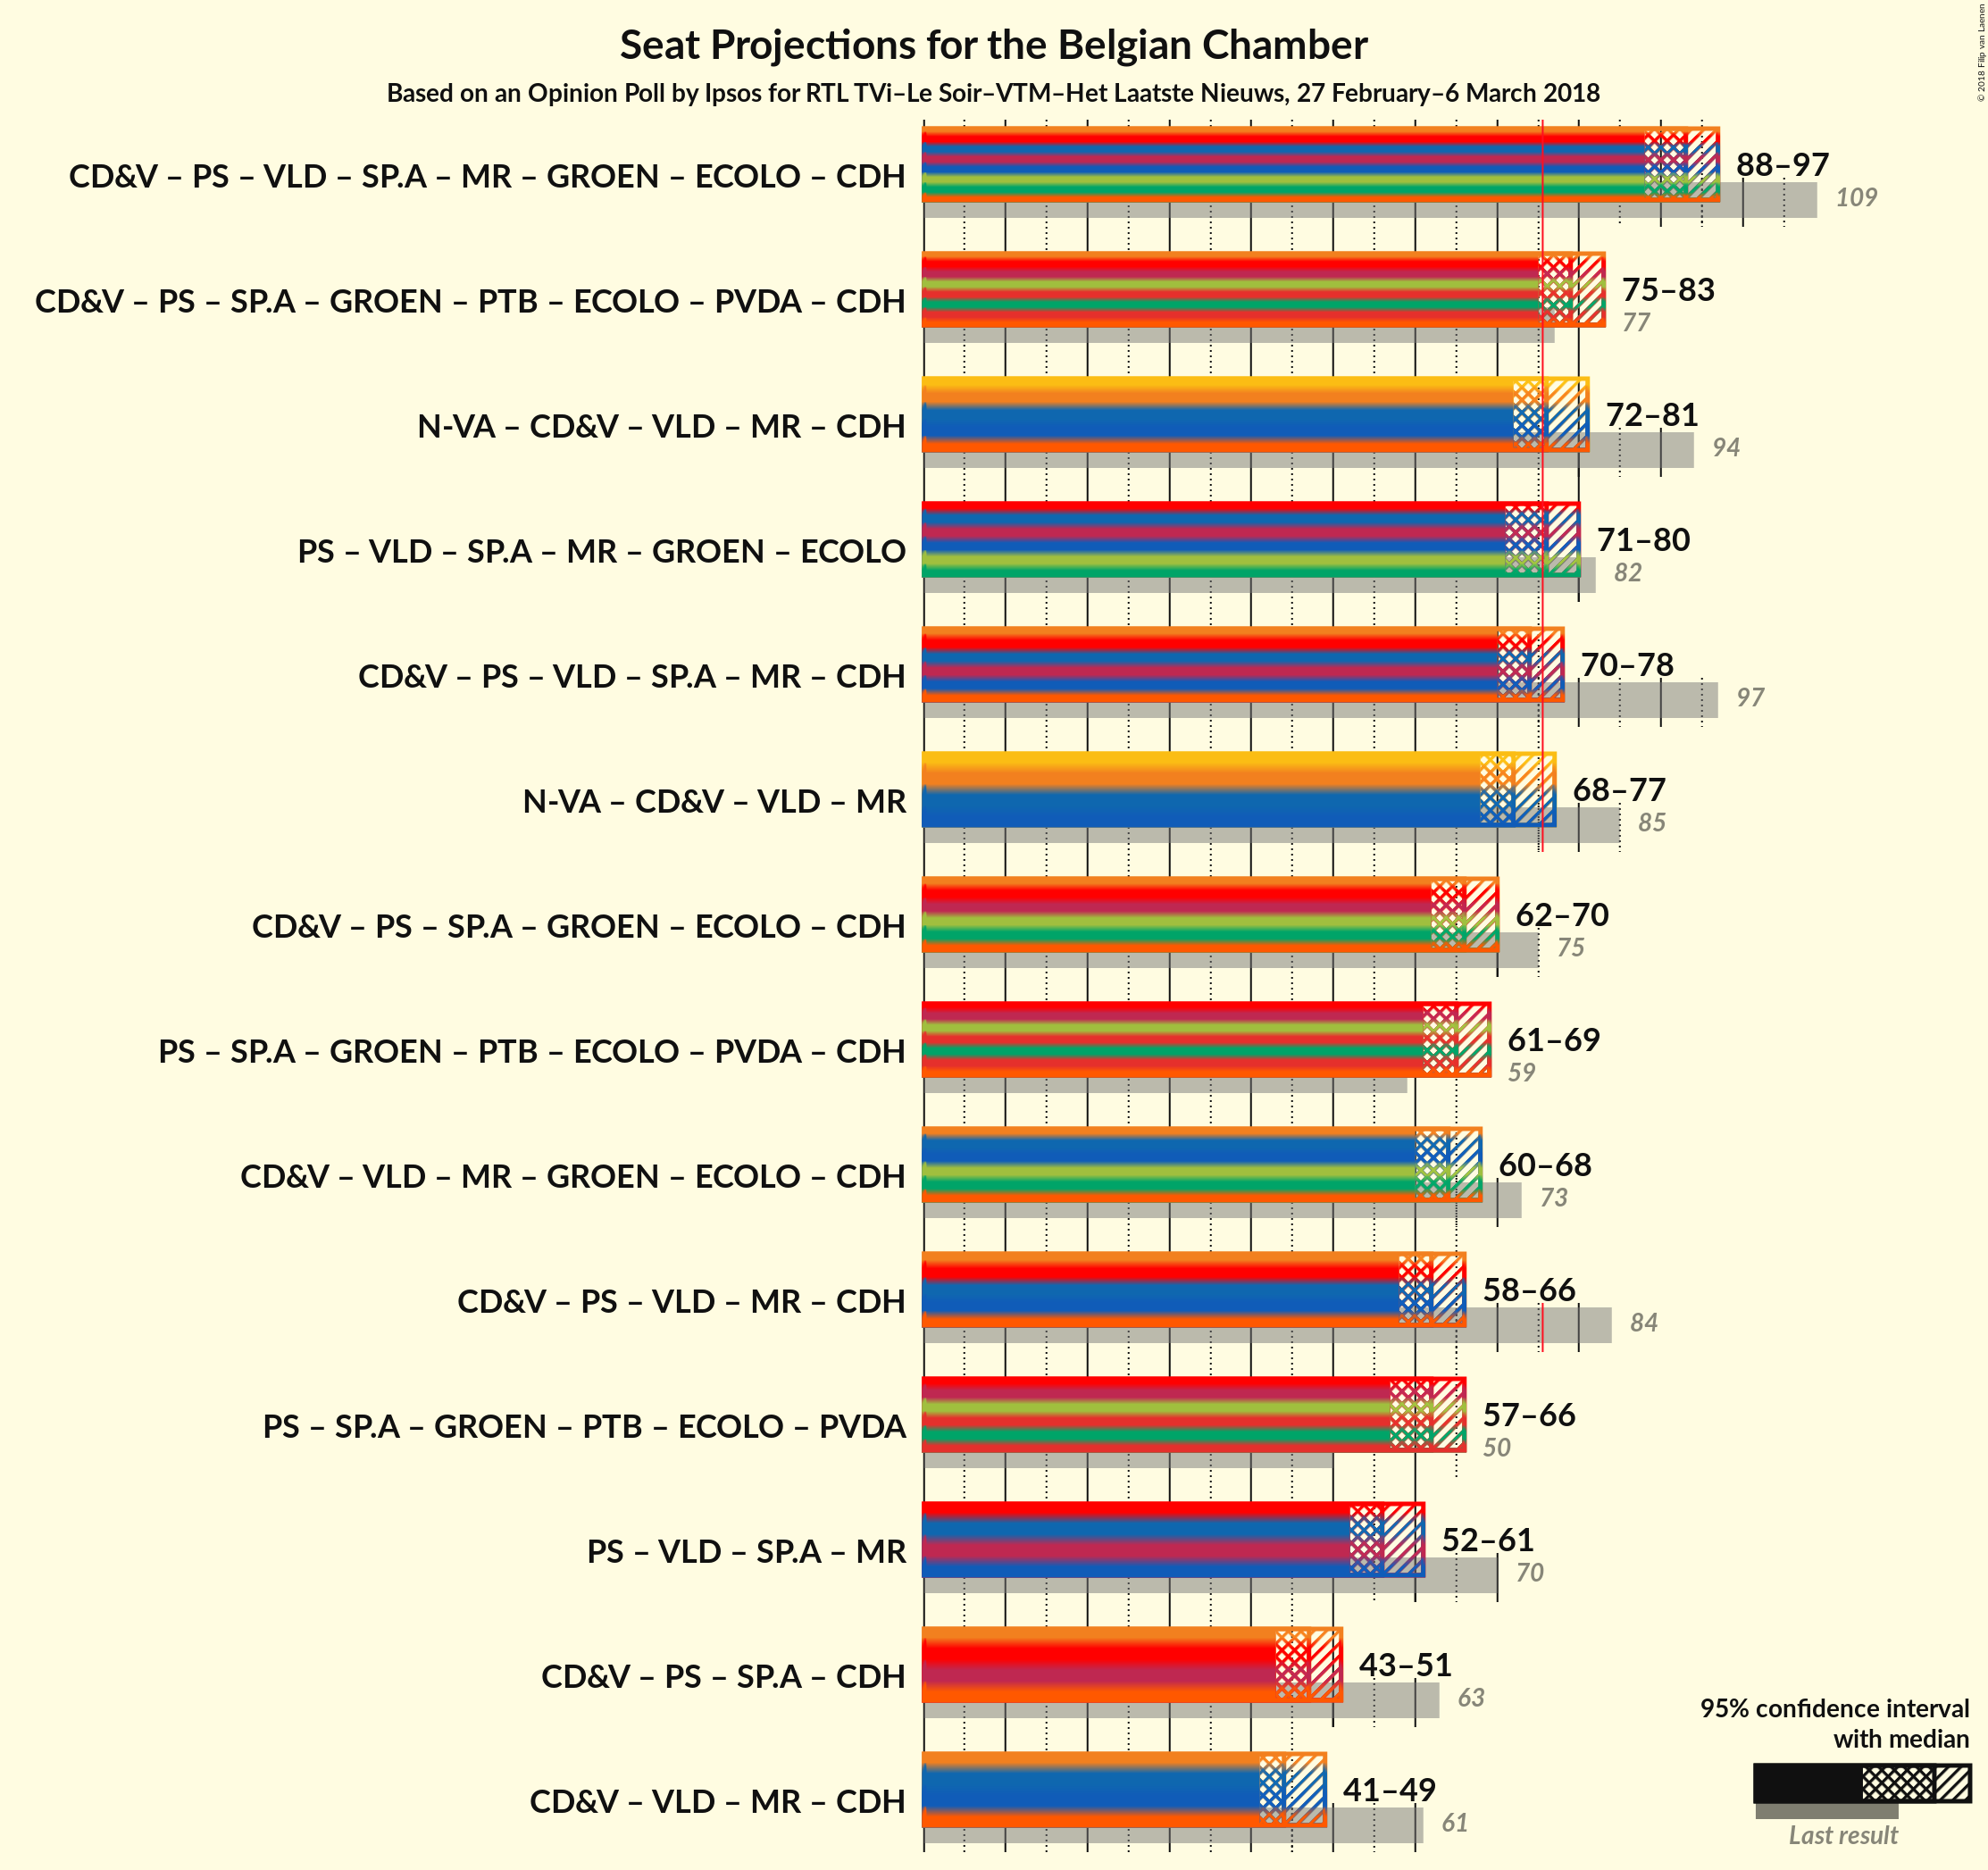 Seat Projections for the Belgian Chamber
Based on an Opinion Poll by Ipsos for RTL TVi–Le Soir–VTM–Het Laatste Nieuws, 27 February–6 March 2018
© 2018 Filip van Laenen
CD&V – PS – VLD – SP.A – MR – GROEN – ECOLO – CDH
88–97
109
CD&V – PS – SP.A – GROEN – PTB – ECOLO – PVDA – CDH
75–83
77
N-VA – CD&V – VLD – MR – CDH
72–81
94
PS – VLD – SP.A – MR – GROEN – ECOLO
71–80
82
CD&V – PS – VLD – SP.A – MR – CDH
70–78
97
N-VA – CD&V – VLD – MR
68–77
85
CD&V – PS – SP.A – GROEN – ECOLO – CDH
62–70
75
PS – SP.A – GROEN – PTB – ECOLO – PVDA – CDH
61–69
59
CD&V – VLD – MR – GROEN – ECOLO – CDH
60–68
73
CD&V – PS – VLD – MR – CDH
58–66
84
PS – SP.A – GROEN – PTB – ECOLO – PVDA
57–66
50
PS – VLD – SP.A – MR
52–61
70
CD&V – PS – SP.A – CDH
43–51
63
CD&V – VLD – MR – CDH
41–49
61
95% confidence interval
with median
Last result